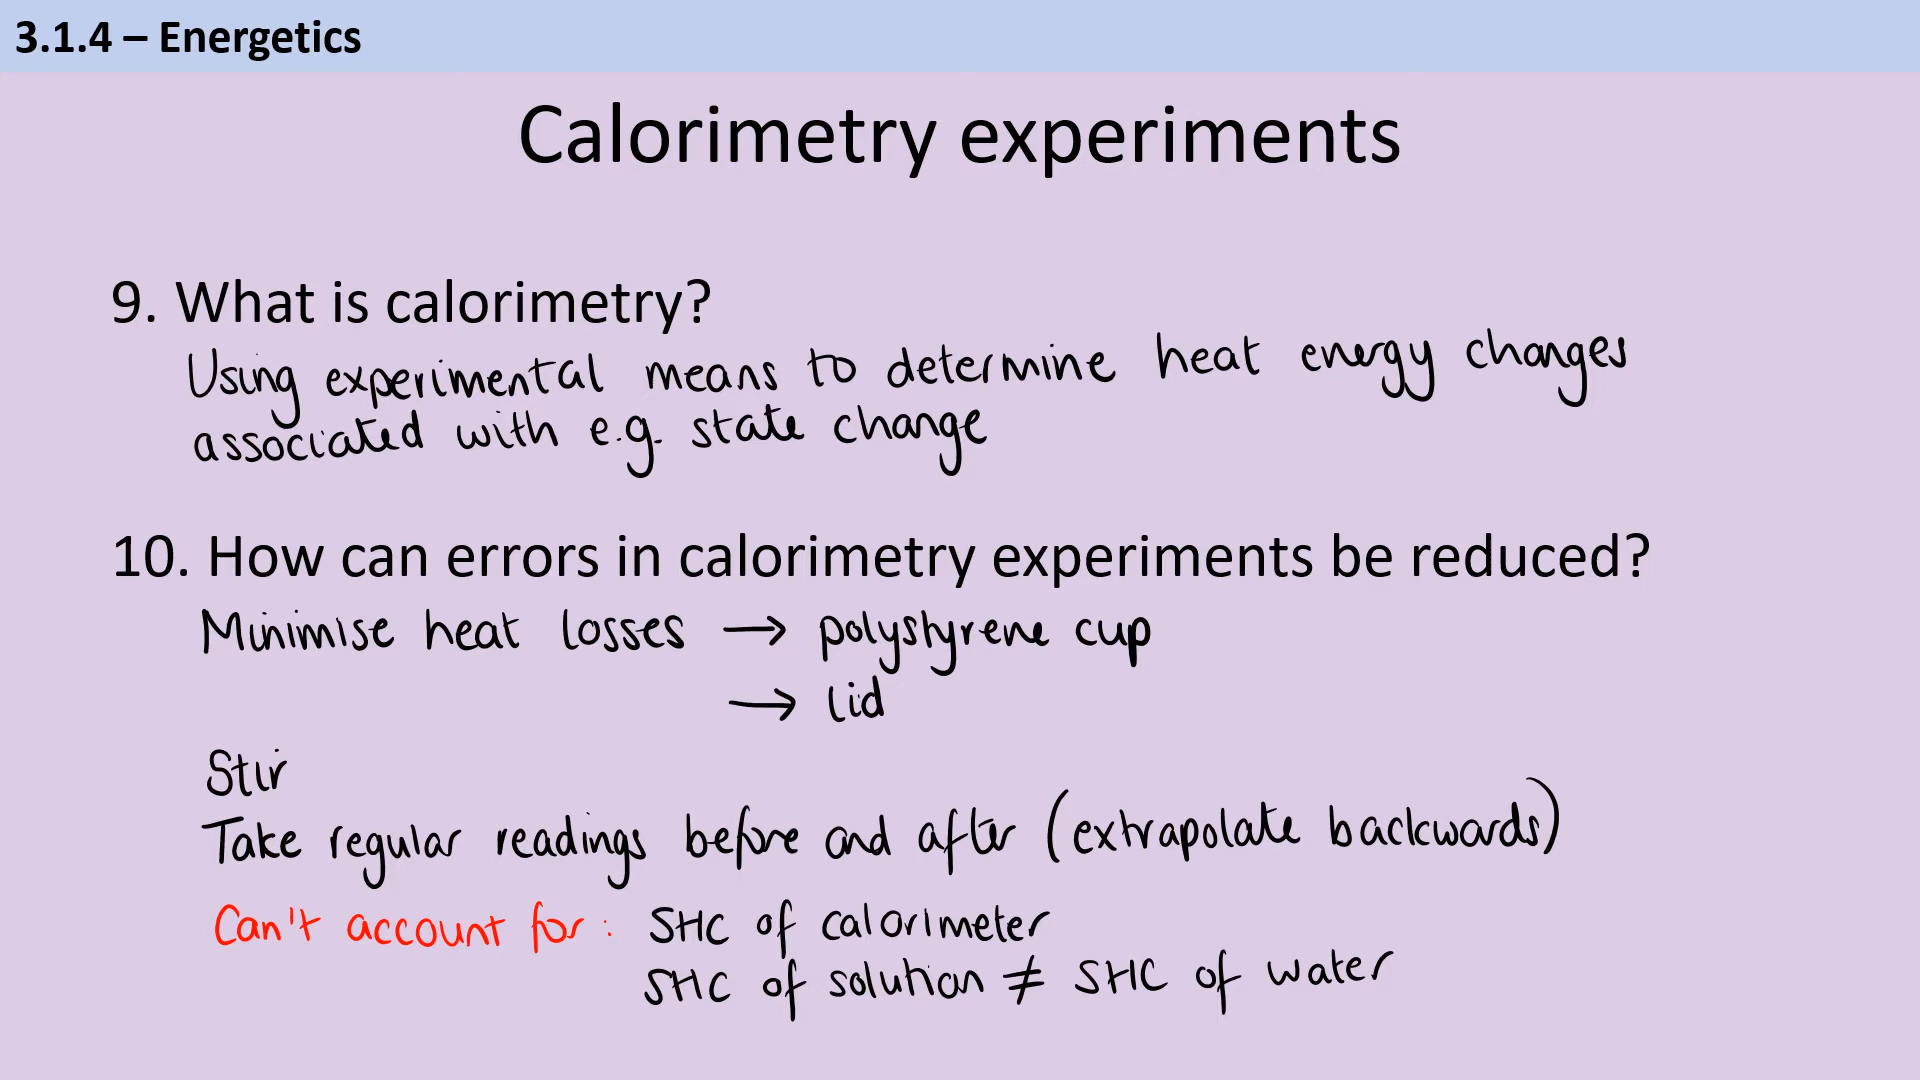 3.1.4 – Energetics
Calorimetry experiments
9. What is calorimetry?
Using experimental means to determine heat energy changes
associated with e.g. state change
10. How can errors in calorimetry experiments be reduced?
Minimise heat losses → polystyrene cup
→ lid
Stir
Take regular readings before and after (extrapolate backwards)
Can't account for: SHC of calorimeter
SHC of solution ≠ SHC of water